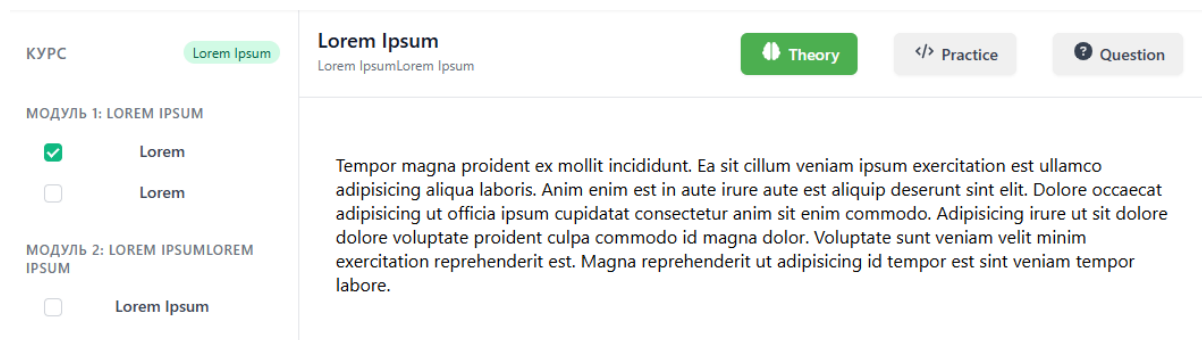 КУРС
Lorem Ipsum
МОДУЛЬ 1: LOREM IPSUM
Lorem
Lorem
МОДУЛЬ 2: LOREM IPSUMLOREM
IPSUM
Lorem Ipsum
Lorem Ipsum
Lorem IpsumLorem Ipsum
Theory
</> Practice
? Question
Tempor magna proident ex mollit incididunt. Ea sit cillum veniam ipsum exercitation est ullamco
adipisicing aliqua laboris. Anim enim est in aute irure aute est aliquip deserunt sint elit. Dolore occaecat
adipisicing ut officia ipsum cupidatat consectetur anim sit enim commodo. Adipisicing irure ut sit dolore
dolore voluptate proident culpa commodo id magna dolor. Voluptate sunt veniam velit minim
exercitation reprehenderit est. Magna reprehenderit ut adipisicing id tempor est sint veniam tempor
labore.